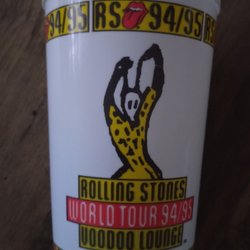 94/95 RS 94/95 RS
ROLLING STONES
WORLD TOUR 94/95
VOODOO LOUNGE